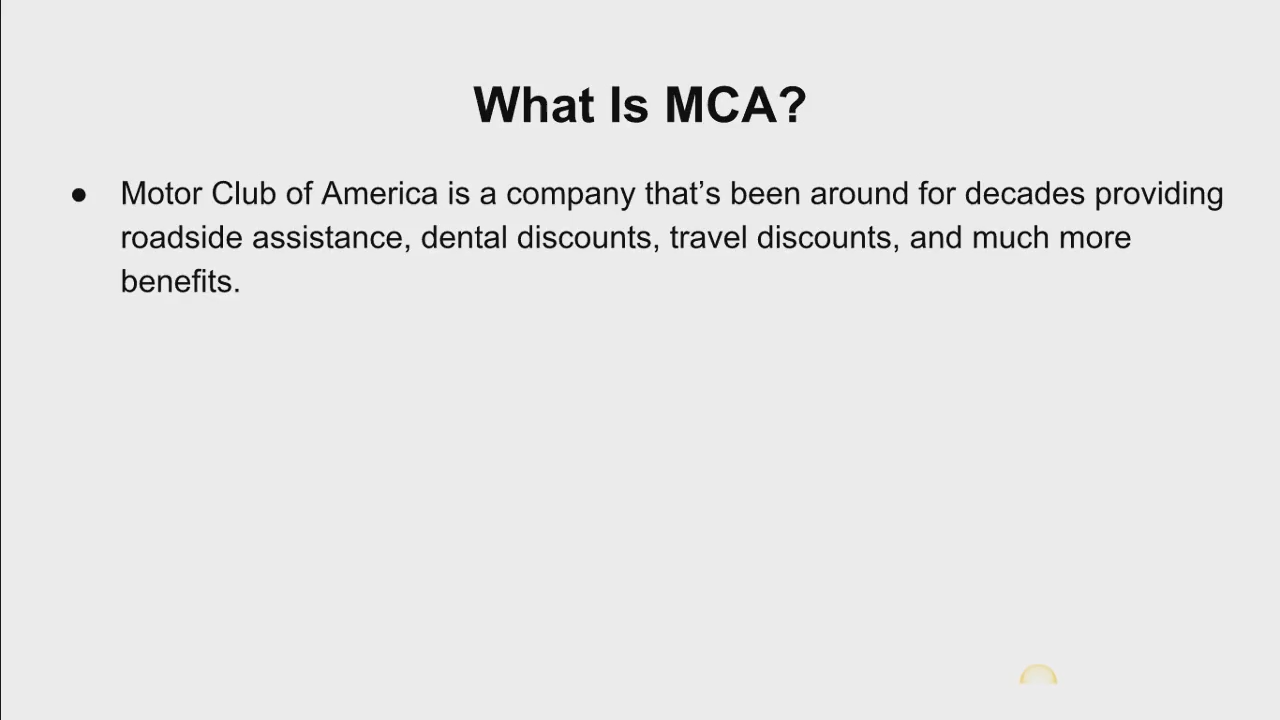 What Is MCA?
● Motor Club of America is a company that’s been around for decades providing
roadside assistance, dental discounts, travel discounts, and much more
benefits.